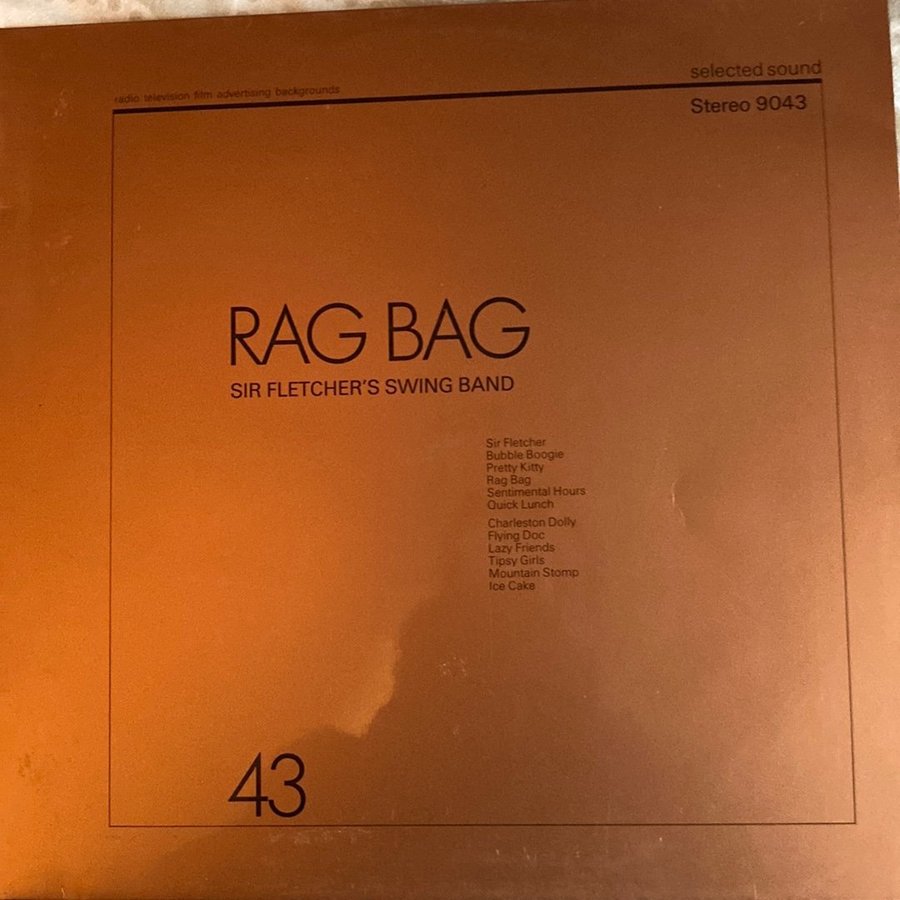 radio television film advertising backgrounds
selected sound
Stereo 9043
RAG BAG
SIR FLETCHER'S SWING BAND
Sir Fletcher
Bubble Boogie
Pretty Kitty
Rag Bag
Sentimental Hours
Quick Lunch
Charleston Dolly
Flying Doc
Lazy Friends
Tipsy Girls
Mountain Stomp
Ice Cake
43